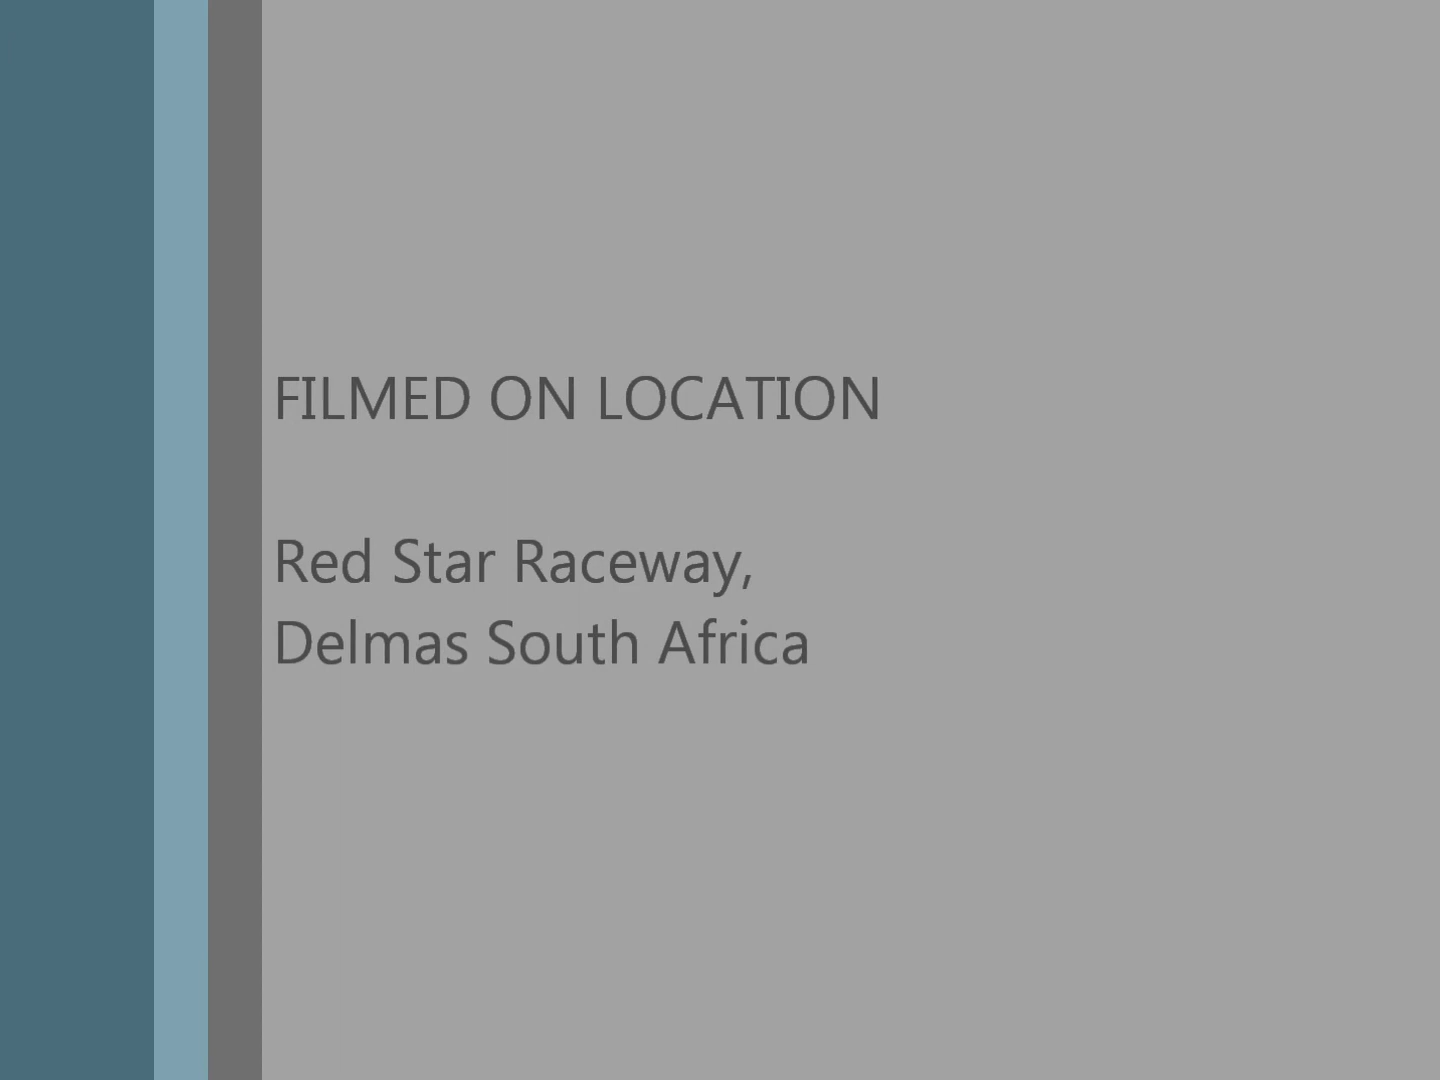 FILMED ON LOCATION
Red Star Raceway,
Delmas South Africa